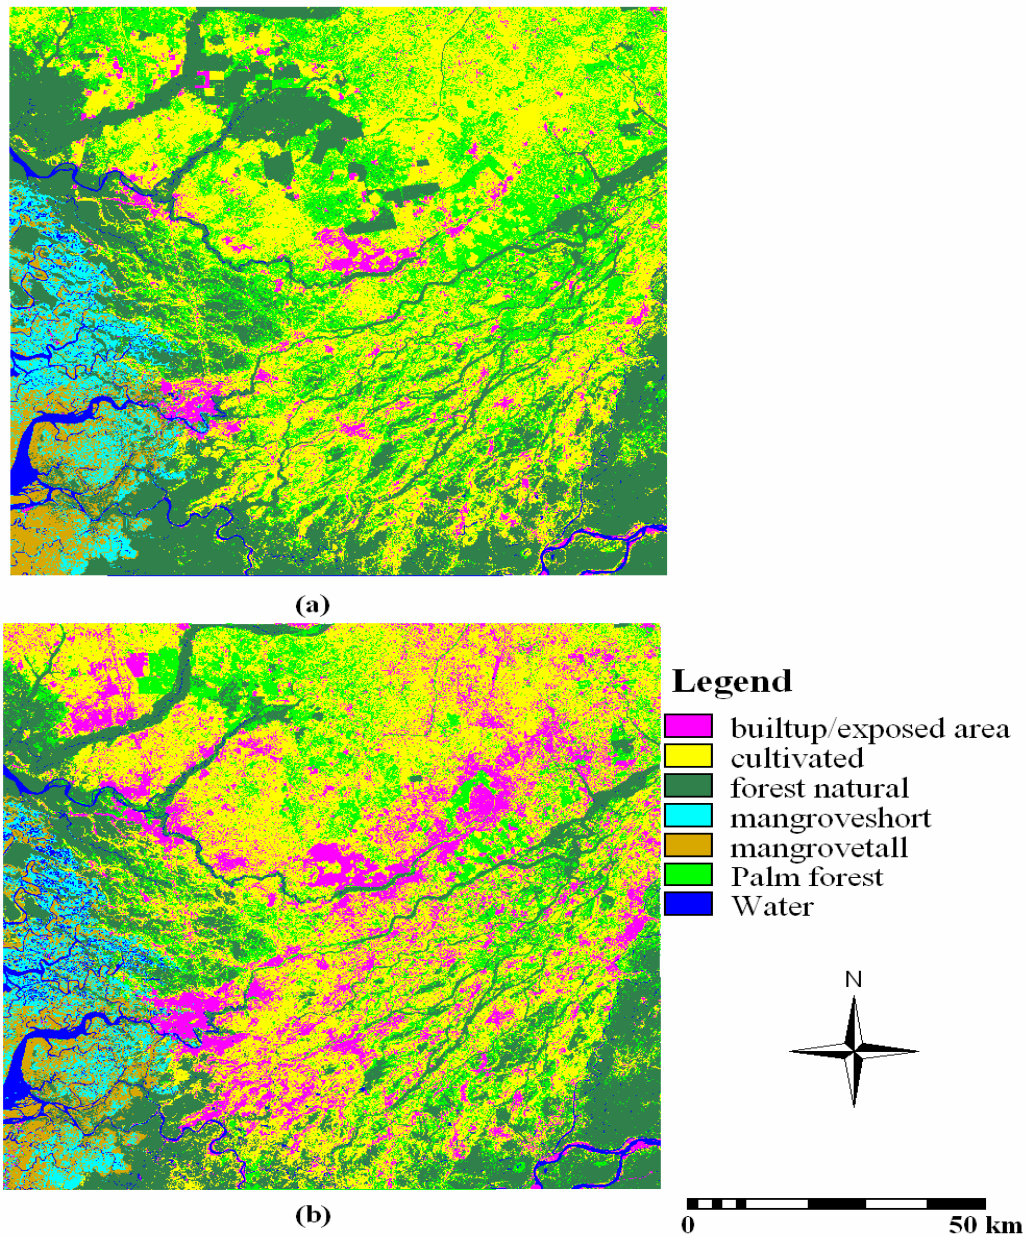 (a)
Legend
builtup/exposed area
cultivated
forest natural
mangroveshort
mangrovetall
Palm forest
Water
N
0 50 km
(b)